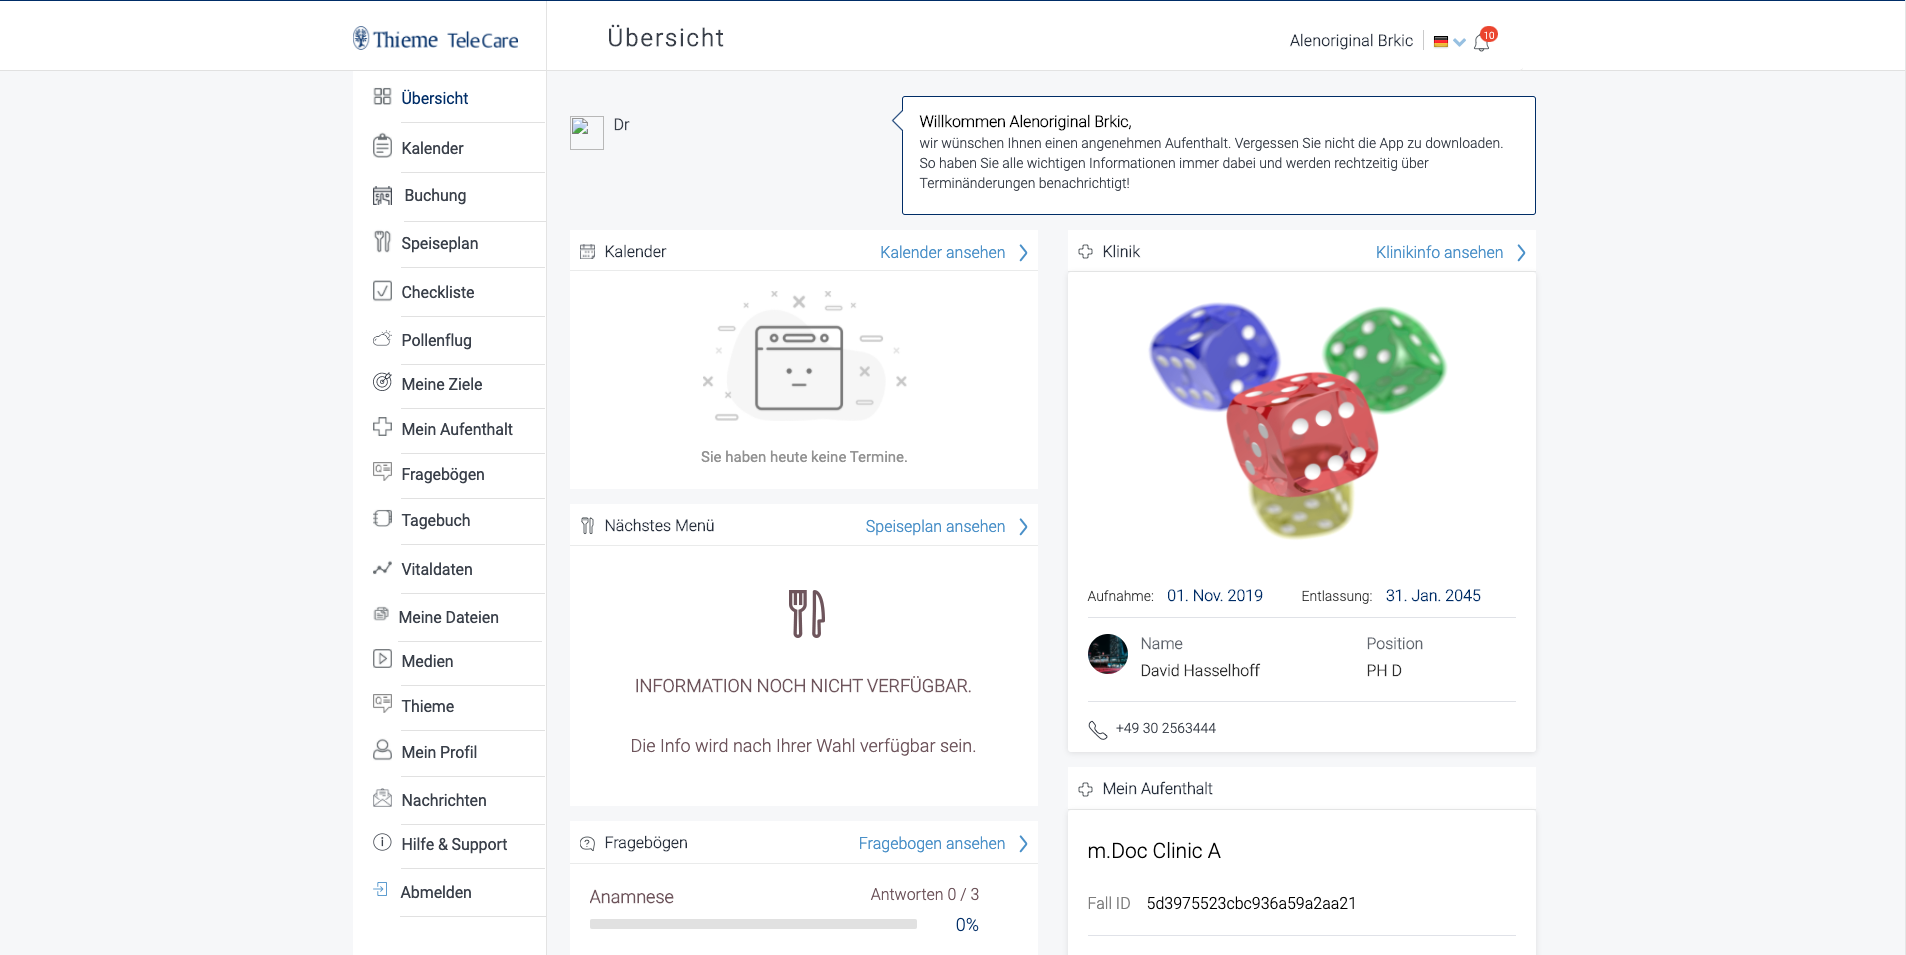 Thieme TeleCare
Übersicht
Alenoriginal Brkic
10
Übersicht
Kalender
Buchung
Speiseplan
Checkliste
Pollenflug
Meine Ziele
Mein Aufenthalt
Fragebögen
Tagebuch
Vitaldaten
Meine Dateien
Medien
Thieme
Mein Profil
Nachrichten
Hilfe & Support
Abmelden
Dr
Willkommen Alenoriginal Brkic,
wir wünschen Ihnen einen angenehmen Aufenthalt. Vergessen Sie nicht die App zu downloaden.
So haben Sie alle wichtigen Informationen immer dabei und werden rechtzeitig über
Terminänderungen benachrichtigt!
Kalender
Kalender ansehen
Sie haben heute keine Termine.
Nächstes Menü
Speiseplan ansehen
INFORMATION NOCH NICHT VERFÜGBAR.
Die Info wird nach Ihrer Wahl verfügbar sein.
Fragebögen
Fragebogen ansehen
Anamnese
Antworten 0 / 3
0%
Klinik
Klinikinfo ansehen
Aufnahme: 01. Nov. 2019 Entlassung: 31. Jan. 2045
Name Position
David Hasselhoff PH D
+49 30 2563444
Mein Aufenthalt
m.Doc Clinic A
Fall ID 5d3975523cbc936a59a2aa21